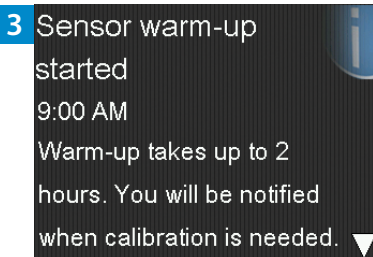 3 Sensor warm-up
started
9:00 AM
Warm-up takes up to 2
hours. You will be notified
when calibration is needed.